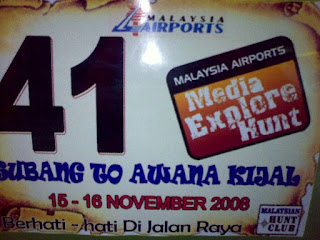 MALAYSIA
AIRPORTS
41
MALAYSIA AIRPORTS
Media
Explore
Hunt
SUBANG TO AWANA KIJAL
15 - 16 NOVEMBER 2008
Berhati - hati Di Jalan Raya
MALAYSIAN
HUNT
CLUB